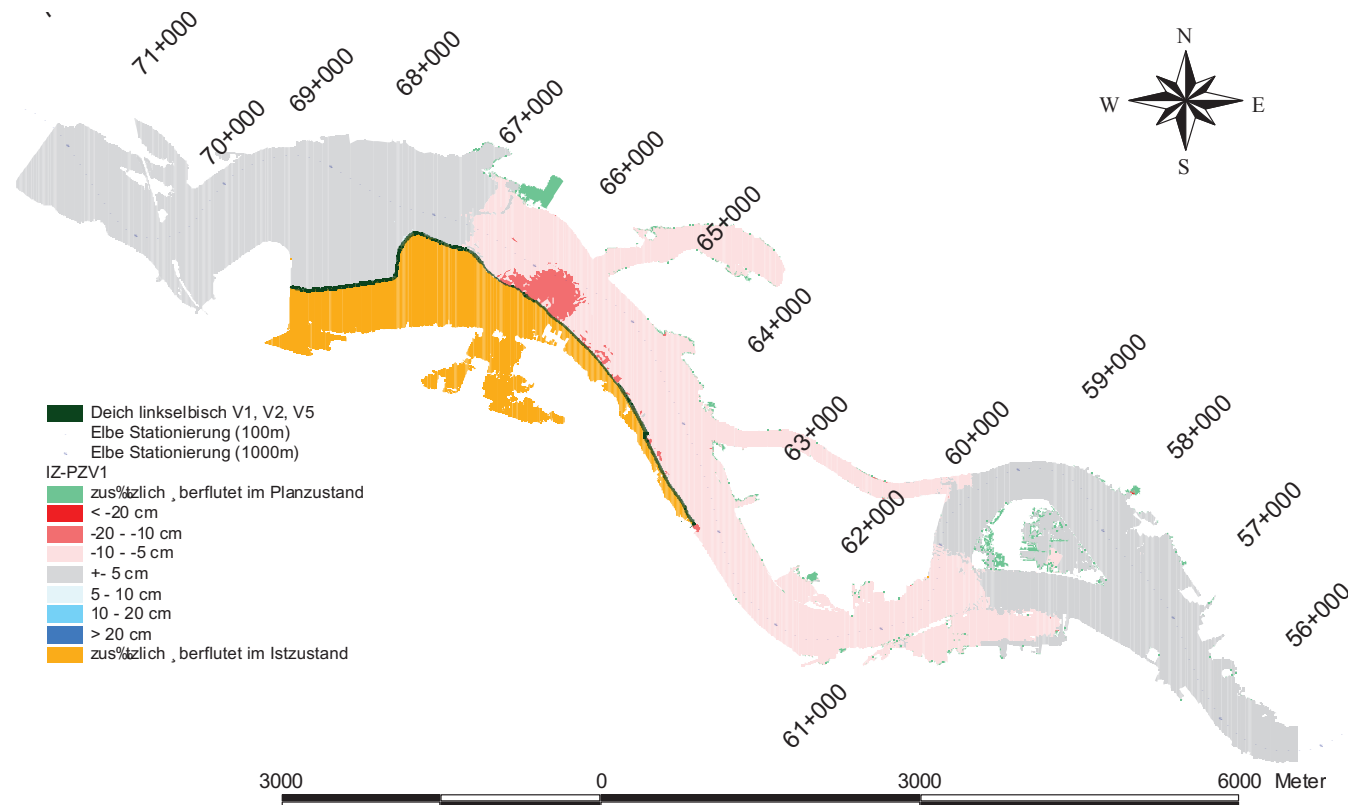 N
W E
S
71+000
70+000
69+000
68+000
67+000
66+000
65+000
64+000
63+000
62+000
61+000
60+000
59+000
58+000
57+000
56+000
Deich linkselbisch V1, V2, V5
Elbe Stationierung (100m)
Elbe Stationierung (1000m)
IZ-PZV1
zus‰tzlich ¸berflutet im Planzustand
< -20 cm
-20 - -10 cm
-10 - -5 cm
+- 5 cm
5 - 10 cm
10 - 20 cm
> 20 cm
zus‰tzlich ¸berflutet im Istzustand
3000 0 3000 6000 Meter